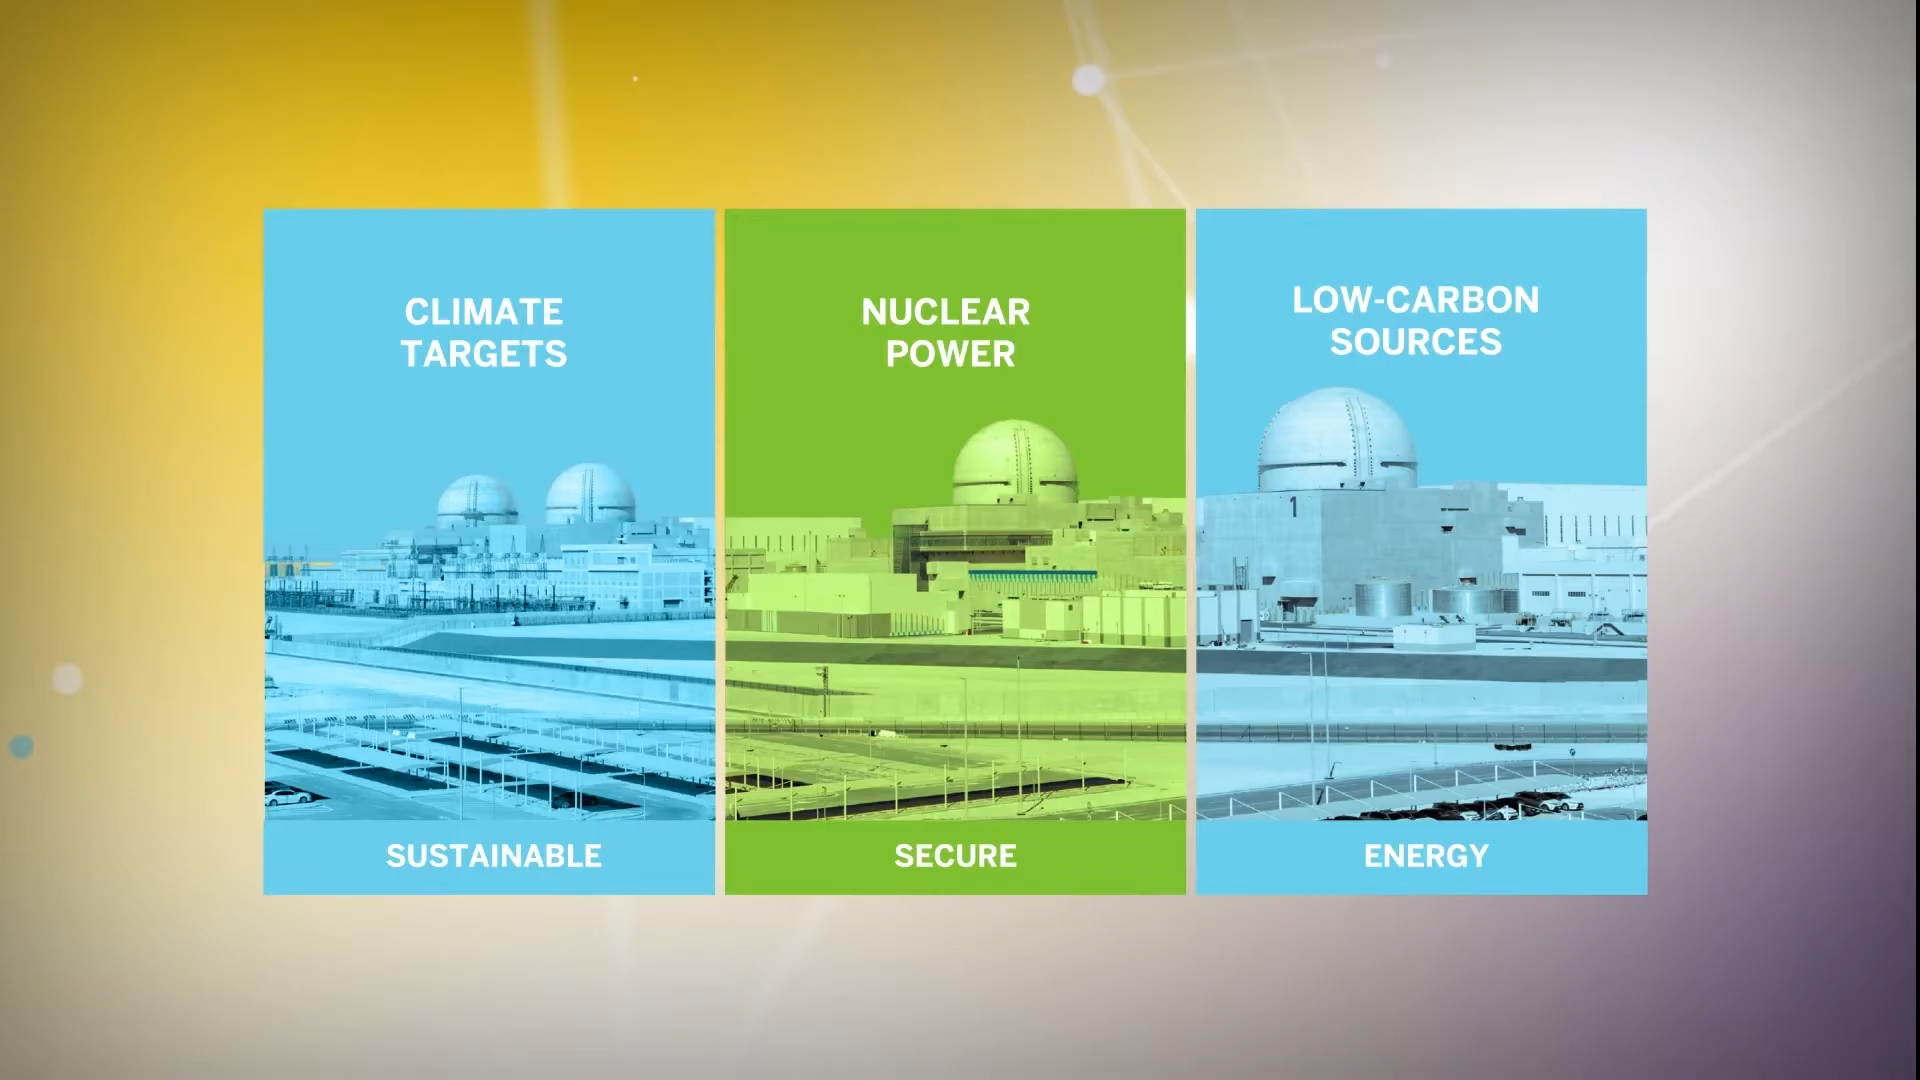 CLIMATE
TARGETS
SUSTAINABLE
NUCLEAR
POWER
SECURE
LOW-CARBON
SOURCES
1
ENERGY